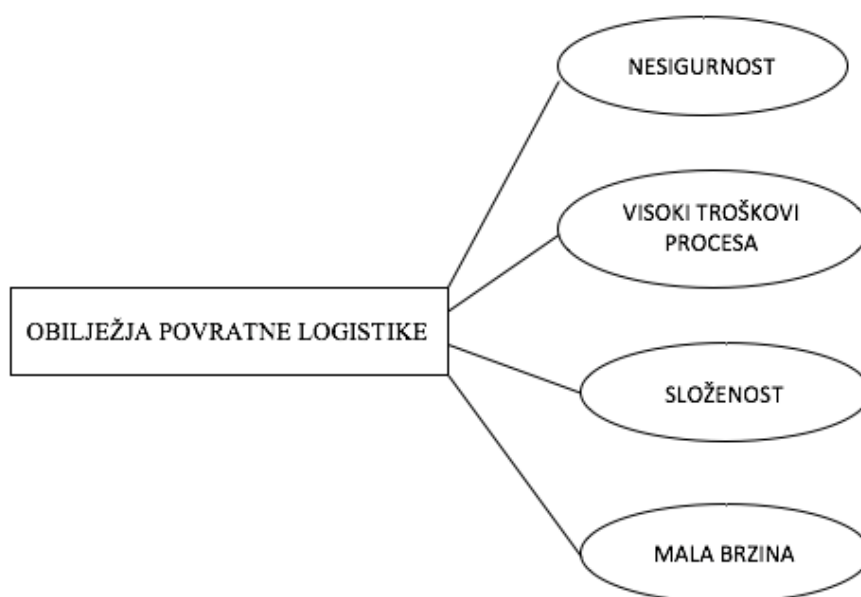 NESIGURNOST
VISOKI TROŠKOVI
PROCESA
OBILJEŽJA POVRATNE LOGISTIKE
SLOŽENOST
MALA BRZINA